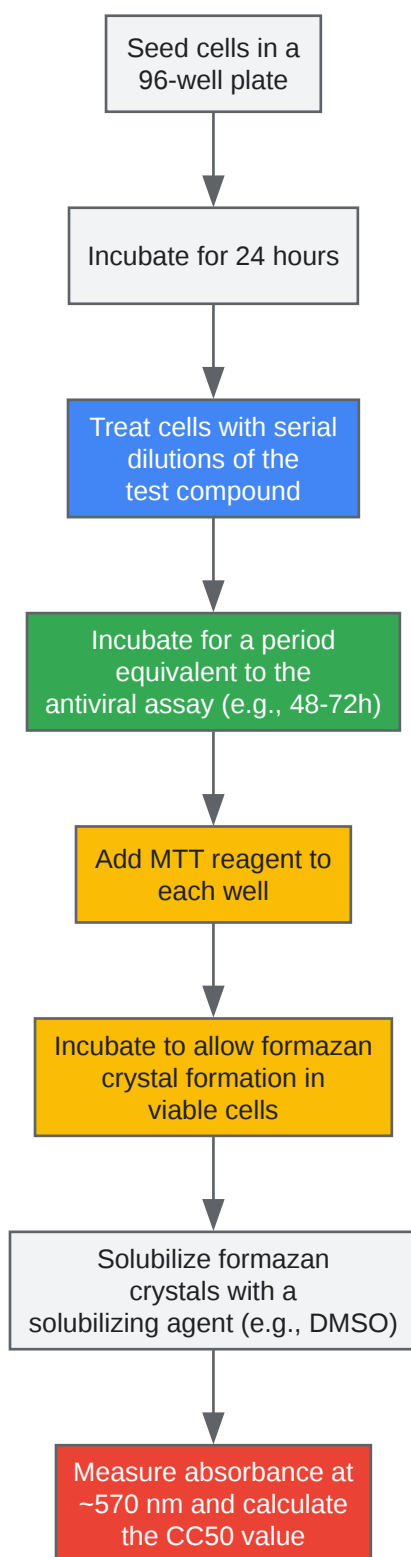 Seed cells in a
96-well plate
Incubate for 24 hours
Treat cells with serial
dilutions of the
test compound
Incubate for a period
equivalent to the
antiviral assay (e.g., 48-72h)
Add MTT reagent to
each well
Incubate to allow formazan
crystal formation in
viable cells
Solubilize formazan
crystals with a
solubilizing agent (e.g., DMSO)
Measure absorbance at
~570 nm and calculate
the CC50 value